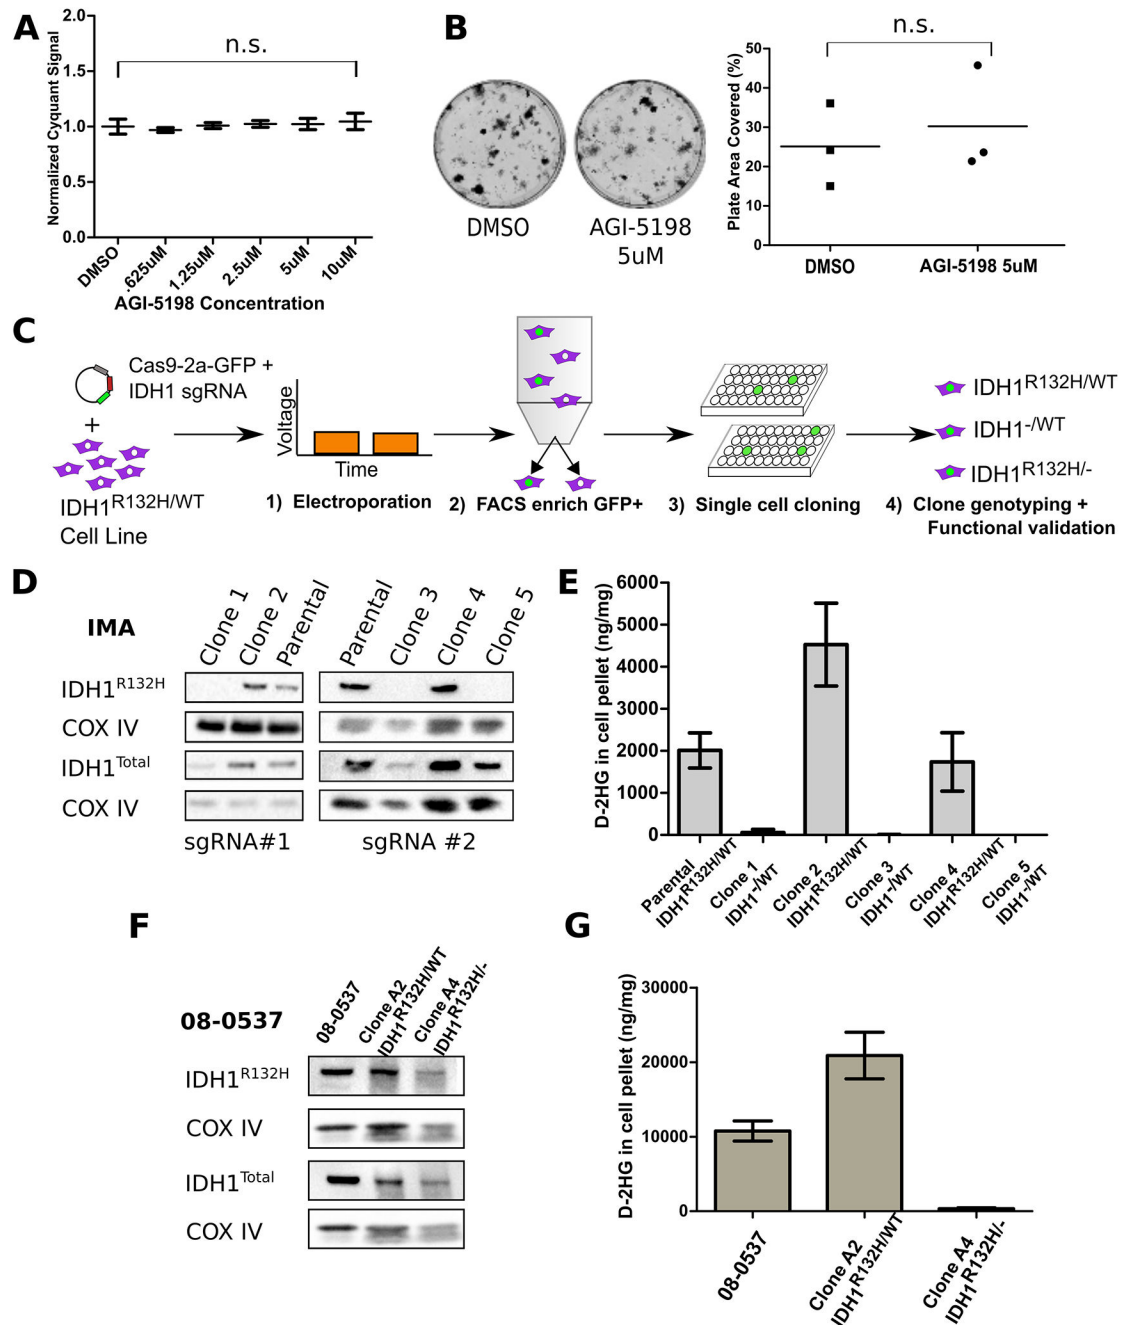 A
Normalized Cyquant Signal
2.0
1.5
1.0
0.5
0.0
n.s.
DMSO
.625uM
1.25uM
2.5uM
5uM
10uM
AGI-5198 Concentration
B
DMSO
AGI-5198
5uM
n.s.
Plate Area Covered (%)
50
40
30
20
10
0
DMSO
AGI-5198 5uM
C
Cas9-2a-GFP +
IDH1 sgRNA
+
IDH1R132H/WT
Cell Line
Voltage
Time
1) Electroporation
2) FACS enrich GFP+
3) Single cell cloning
IDH1R132H/WT
IDH1-/WT
IDH1R132H/-
4) Clone genotyping +
Functional validation
D
IMA
Clone 1
Clone 2
Parental
Parental
Clone 3
Clone 4
Clone 5
IDH1R132H
COX IV
IDH1Total
COX IV
sgRNA#1
sgRNA #2
E
D-2HG in cell pellet (ng/mg)
6000
5000
4000
3000
2000
1000
0
Parental
IDH1R132H/WT
Clone 1
IDH1-/WT
Clone 2
IDH1R132H/WT
Clone 3
IDH1-/WT
Clone 4
IDH1R132H/WT
Clone 5
IDH1-/WT
F
08-0537
08-0537
Clone A2
IDH1R132H/WT
Clone A4
IDH1R132H/-
IDH1R132H
COX IV
IDH1Total
COX IV
G
D-2HG in cell pellet (ng/mg)
30000
20000
10000
0
08-0537
Clone A2
IDH1R132H/WT
Clone A4
IDH1R132H/-